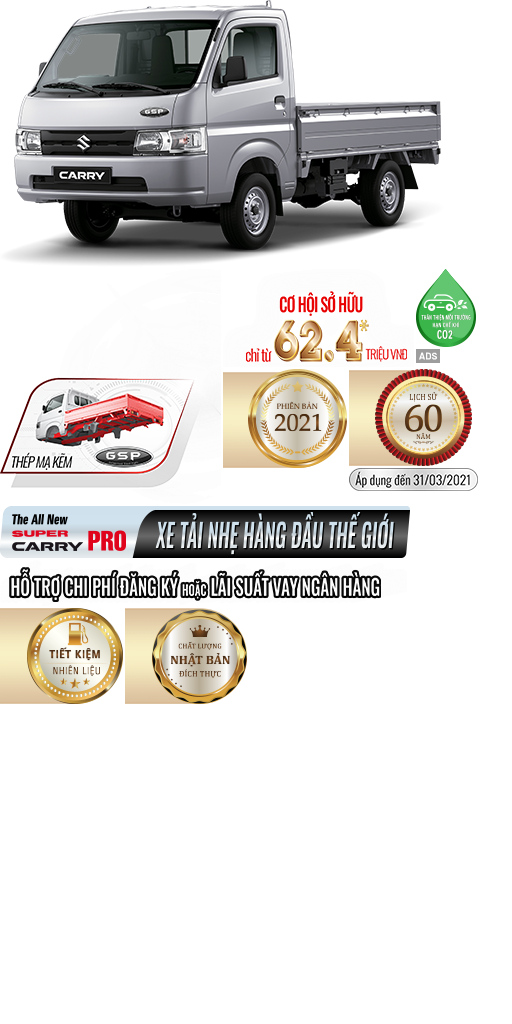 GSP
CARRY
CƠ HỘI SỞ HỮU
chỉ từ 62.4* TRIỆU VNĐ
THÂN THIỆN MÔI TRƯỜNG
HẠN CHẾ KHÍ
CO2
ADS
PHIÊN BẢN
2021
LỊCH SỬ
60
NĂM
Áp dụng đến 31/03/2021
THÉP MẠ KẼM
GSP
The All New
SUPER
CARRY PRO
XE TẢI NHẸ HÀNG ĐẦU THẾ GIỚI
HỖ TRỢ CHI PHÍ ĐĂNG KÝ HOẶC LÃI SUẤT VAY NGÂN HÀNG
TIẾT KIỆM
NHIÊN LIỆU
CHẤT LƯỢNG
NHẬT BẢN
ĐÍCH THỰC